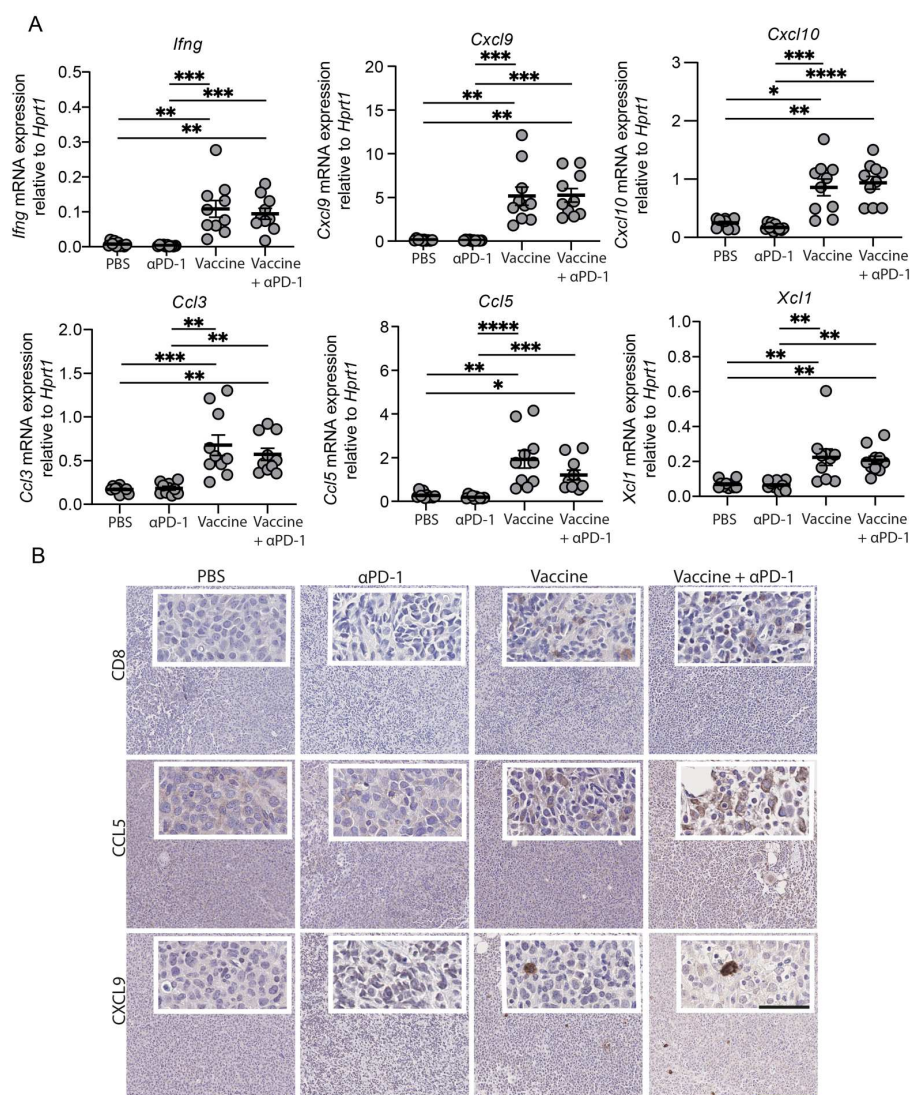 A
Ifng
Ifng mRNA expression
relative to Hprt1
0.5
0.4
0.3
0.2
0.1
0.0
***
***
**
**
PBS
αPD-1
Vaccine
Vaccine
+ αPD-1
Cxcl9
Cxcl9 mRNA expression
relative to Hprt1
20
15
10
5
0
***
***
**
**
PBS
αPD-1
Vaccine
Vaccine
+ αPD-1
Cxcl10
Cxcl10 mRNA expression
relative to Hprt1
3
2
1
0
***
****
*
**
PBS
αPD-1
Vaccine
Vaccine
+ αPD-1
Ccl3
Ccl3 mRNA expression
relative to Hprt1
2.0
1.5
1.0
0.5
0.0
**
**
***
**
PBS
αPD-1
Vaccine
Vaccine
+ αPD-1
Ccl5
Ccl5 mRNA expression
relative to Hprt1
8
6
4
2
0
****
***
**
*
PBS
αPD-1
Vaccine
Vaccine
+ αPD-1
Xcl1
Xcl1 mRNA expression
relative to Hprt1
1.0
0.8
0.6
0.4
0.2
0.0
**
**
**
**
PBS
αPD-1
Vaccine
Vaccine
+ αPD-1
B
PBS
αPD-1
Vaccine
Vaccine + αPD-1
CD8
CCL5
CXCL9